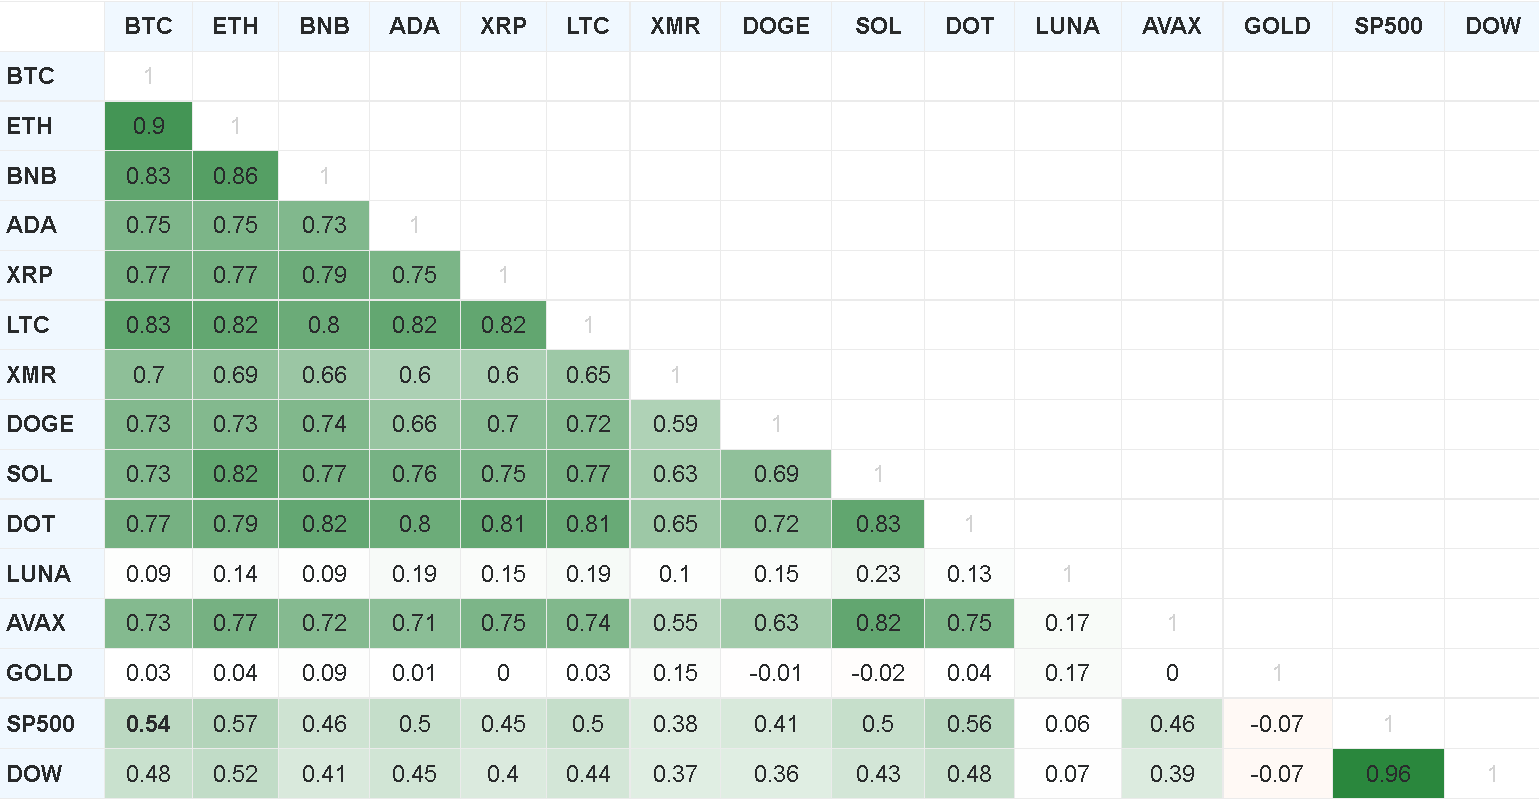 BTC ETH BNB ADA XRP LTC XMR DOGE SOL DOT LUNA AVAX GOLD SP500 DOW
BTC 1
ETH 0.9 1
BNB 0.83 0.86 1
ADA 0.75 0.75 0.73 1
XRP 0.77 0.77 0.79 0.75 1
LTC 0.83 0.82 0.8 0.82 0.82 1
XMR 0.7 0.69 0.66 0.6 0.6 0.65 1
DOGE 0.73 0.73 0.74 0.66 0.7 0.72 0.59 1
SOL 0.73 0.82 0.77 0.76 0.75 0.77 0.63 0.69 1
DOT 0.77 0.79 0.82 0.8 0.81 0.81 0.65 0.72 0.83 1
LUNA 0.09 0.14 0.09 0.19 0.15 0.19 0.1 0.15 0.23 0.13 1
AVAX 0.73 0.77 0.72 0.71 0.75 0.74 0.55 0.63 0.82 0.75 0.17 1
GOLD 0.03 0.04 0.09 0.01 0 0.03 0.15 -0.01 -0.02 0.04 0.17 0 1
SP500 0.54 0.57 0.46 0.5 0.45 0.5 0.38 0.41 0.5 0.56 0.06 0.46 -0.07 1
DOW 0.48 0.52 0.41 0.45 0.4 0.44 0.37 0.36 0.43 0.48 0.07 0.39 -0.07 0.96 1